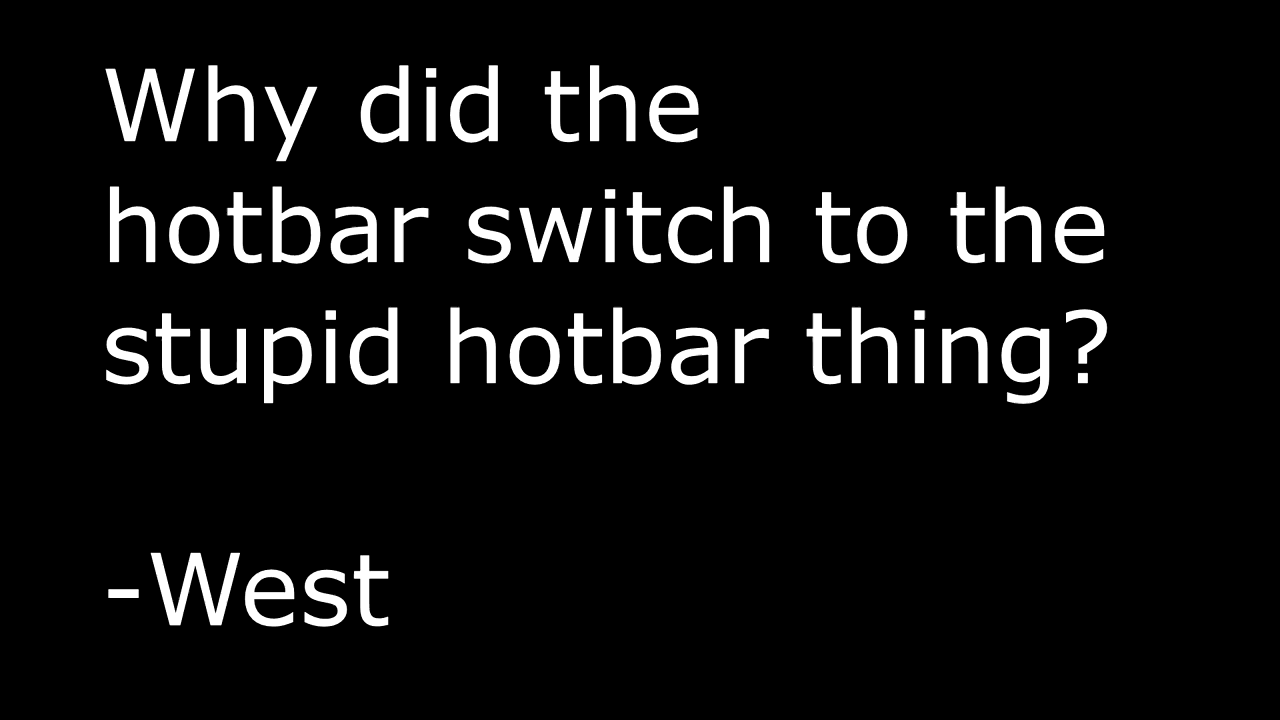 Why did the
hotbar switch to the
stupid hotbar thing?
-West